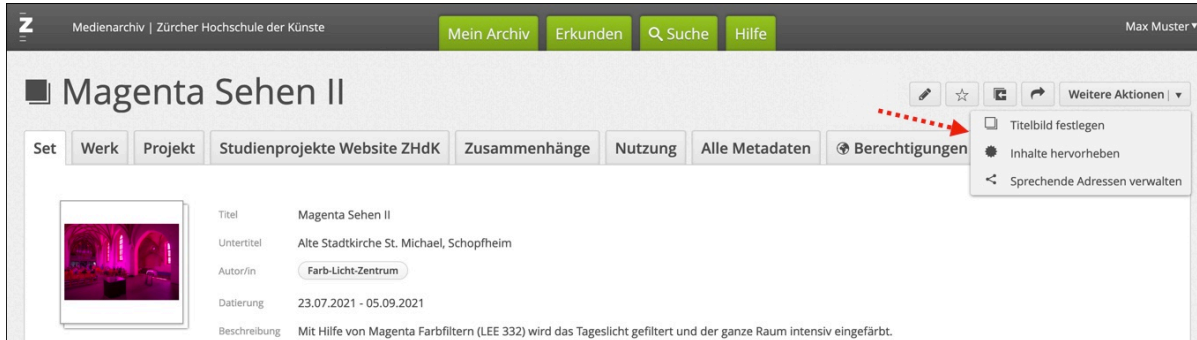 Z
Medienarchiv | Zürcher Hochschule der Künste
Mein Archiv
Erkunden
Suche
Hilfe
Max Muster
Magenta Sehen II
Weitere Aktionen
Titelbild festlegen
Inhalte hervorheben
Sprechende Adressen verwalten
Set
Werk
Projekt
Studienprojekte Website ZHdK
Zusammenhänge
Nutzung
Alle Metadaten
Berechtigungen
Titel Magenta Sehen II
Untertitel Alte Stadtkirche St. Michael, Schopfheim
Autor/in Farb-Licht-Zentrum
Datierung 23.07.2021 - 05.09.2021
Beschreibung Mit Hilfe von Magenta Farbfiltern (LEE 332) wird das Tageslicht gefiltert und der ganze Raum intensiv eingefärbt.